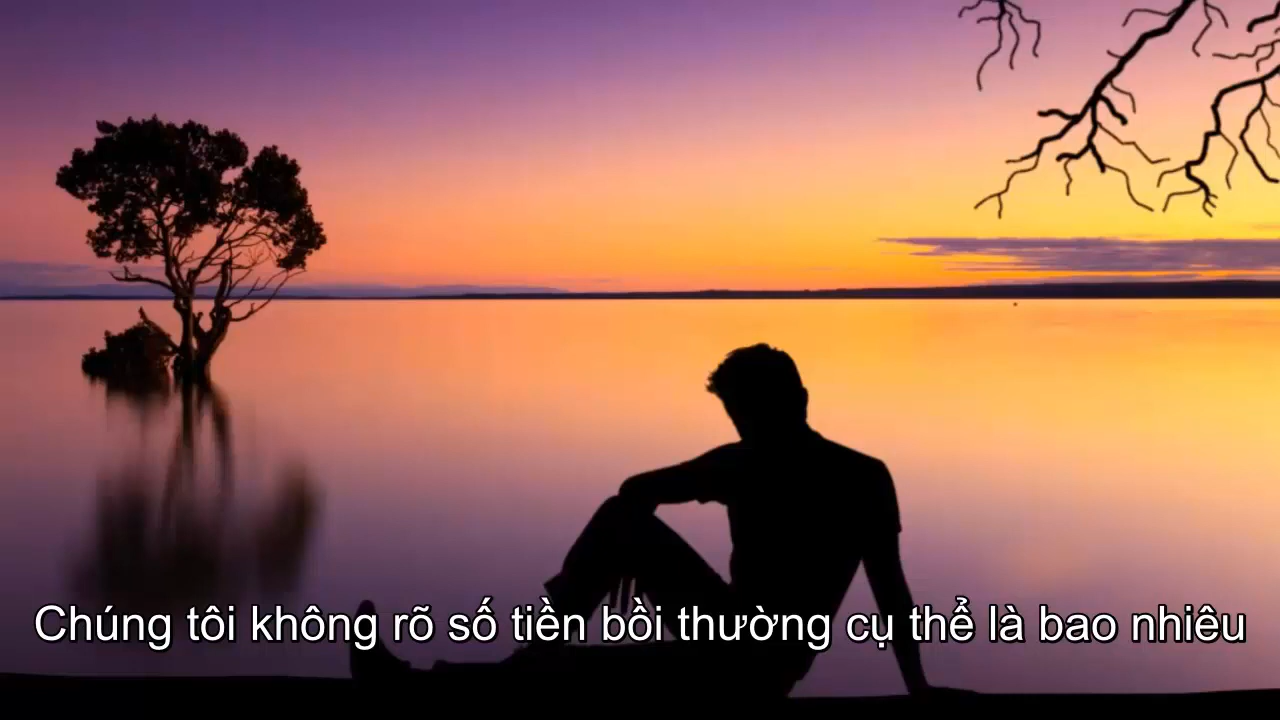 Chúng tôi không rõ số tiền bồi thường cụ thể là bao nhiêu